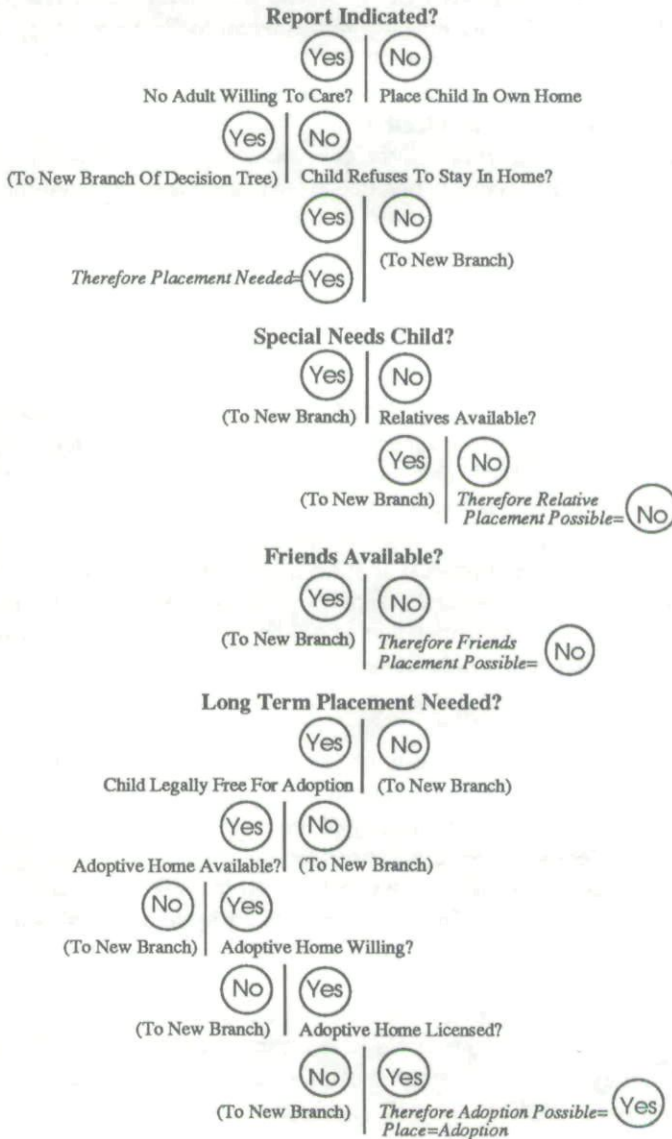 Report Indicated?
Yes No
No Adult Willing To Care? Place Child In Own Home
Yes No
(To New Branch Of Decision Tree) Child Refuses To Stay In Home?
Yes No
(To New Branch)
Therefore Placement Needed= Yes
Special Needs Child?
Yes No
(To New Branch) Relatives Available?
Yes No
(To New Branch) Therefore Relative
Placement Possible= No
Friends Available?
Yes No
(To New Branch) Therefore Friends
Placement Possible= No
Long Term Placement Needed?
Yes No
Child Legally Free For Adoption (To New Branch)
Yes No
Adoptive Home Available? (To New Branch)
No Yes
(To New Branch) Adoptive Home Willing?
No Yes
(To New Branch) Adoptive Home Licensed?
No Yes
(To New Branch) Therefore Adoption Possible= Yes
Place=Adoption